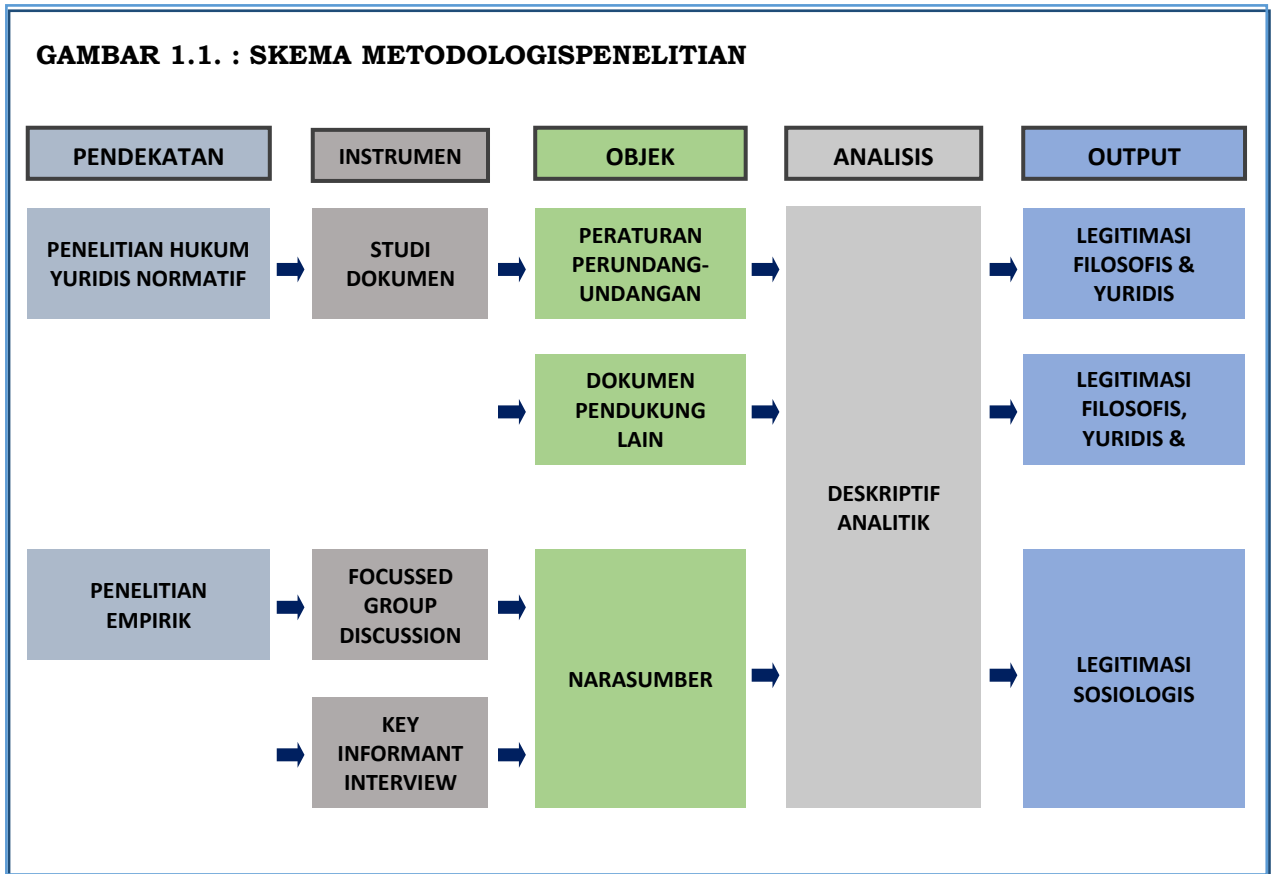 GAMBAR 1.1. : SKEMA METODOLOGISPENELITIAN
PENDEKATAN
INSTRUMEN
OBJEK
ANALISIS
OUTPUT
PENELITIAN HUKUM
YURIDIS NORMATIF
STUDI
DOKUMEN
PERATURAN
PERUNDANG-
UNDANGAN
LEGITIMASI
FILOSOFIS &
YURIDIS
DOKUMEN
PENDUKUNG
LAIN
LEGITIMASI
FILOSOFIS,
YURIDIS &
DESKRIPTIF
ANALITIK
PENELITIAN
EMPIRIK
FOCUSSED
GROUP
DISCUSSION
NARASUMBER
LEGITIMASI
SOSIOLOGIS
KEY
INFORMANT
INTERVIEW